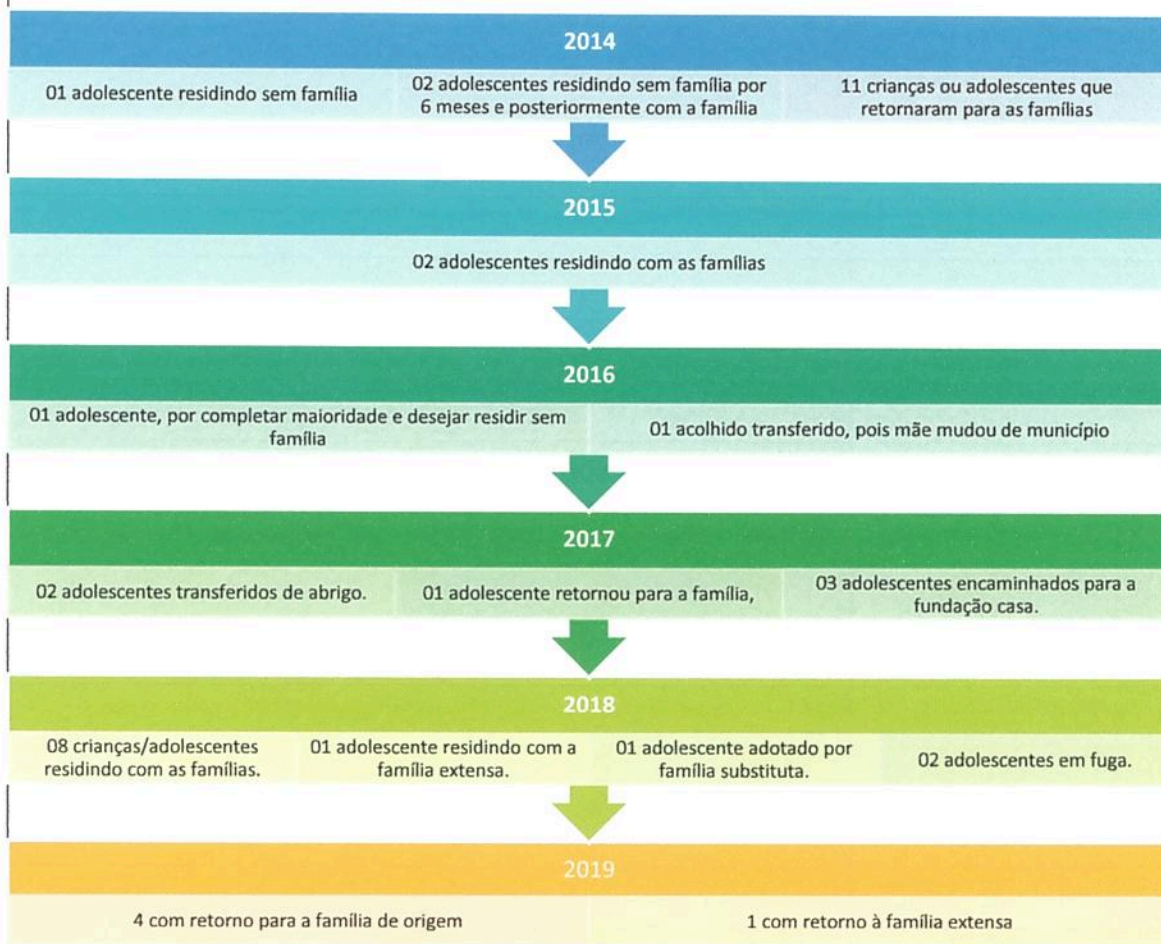 2014
01 adolescente residindo sem família
02 adolescentes residindo sem família por
6 meses e posteriormente com a família
11 crianças ou adolescentes que
retornaram para as famílias
2015
02 adolescentes residindo com as famílias
2016
01 adolescente, por completar maioridade e desejar residir sem
família
01 acolhido transferido, pois mãe mudou de município
2017
02 adolescentes transferidos de abrigo.
01 adolescente retornou para a família,
03 adolescentes encaminhados para a
fundação casa.
2018
08 crianças/adolescentes
residindo com as famílias.
01 adolescente residindo com a
família extensa.
01 adolescente adotado por
família substituta.
02 adolescentes em fuga.
2019
4 com retorno para a família de origem
1 com retorno à família extensa